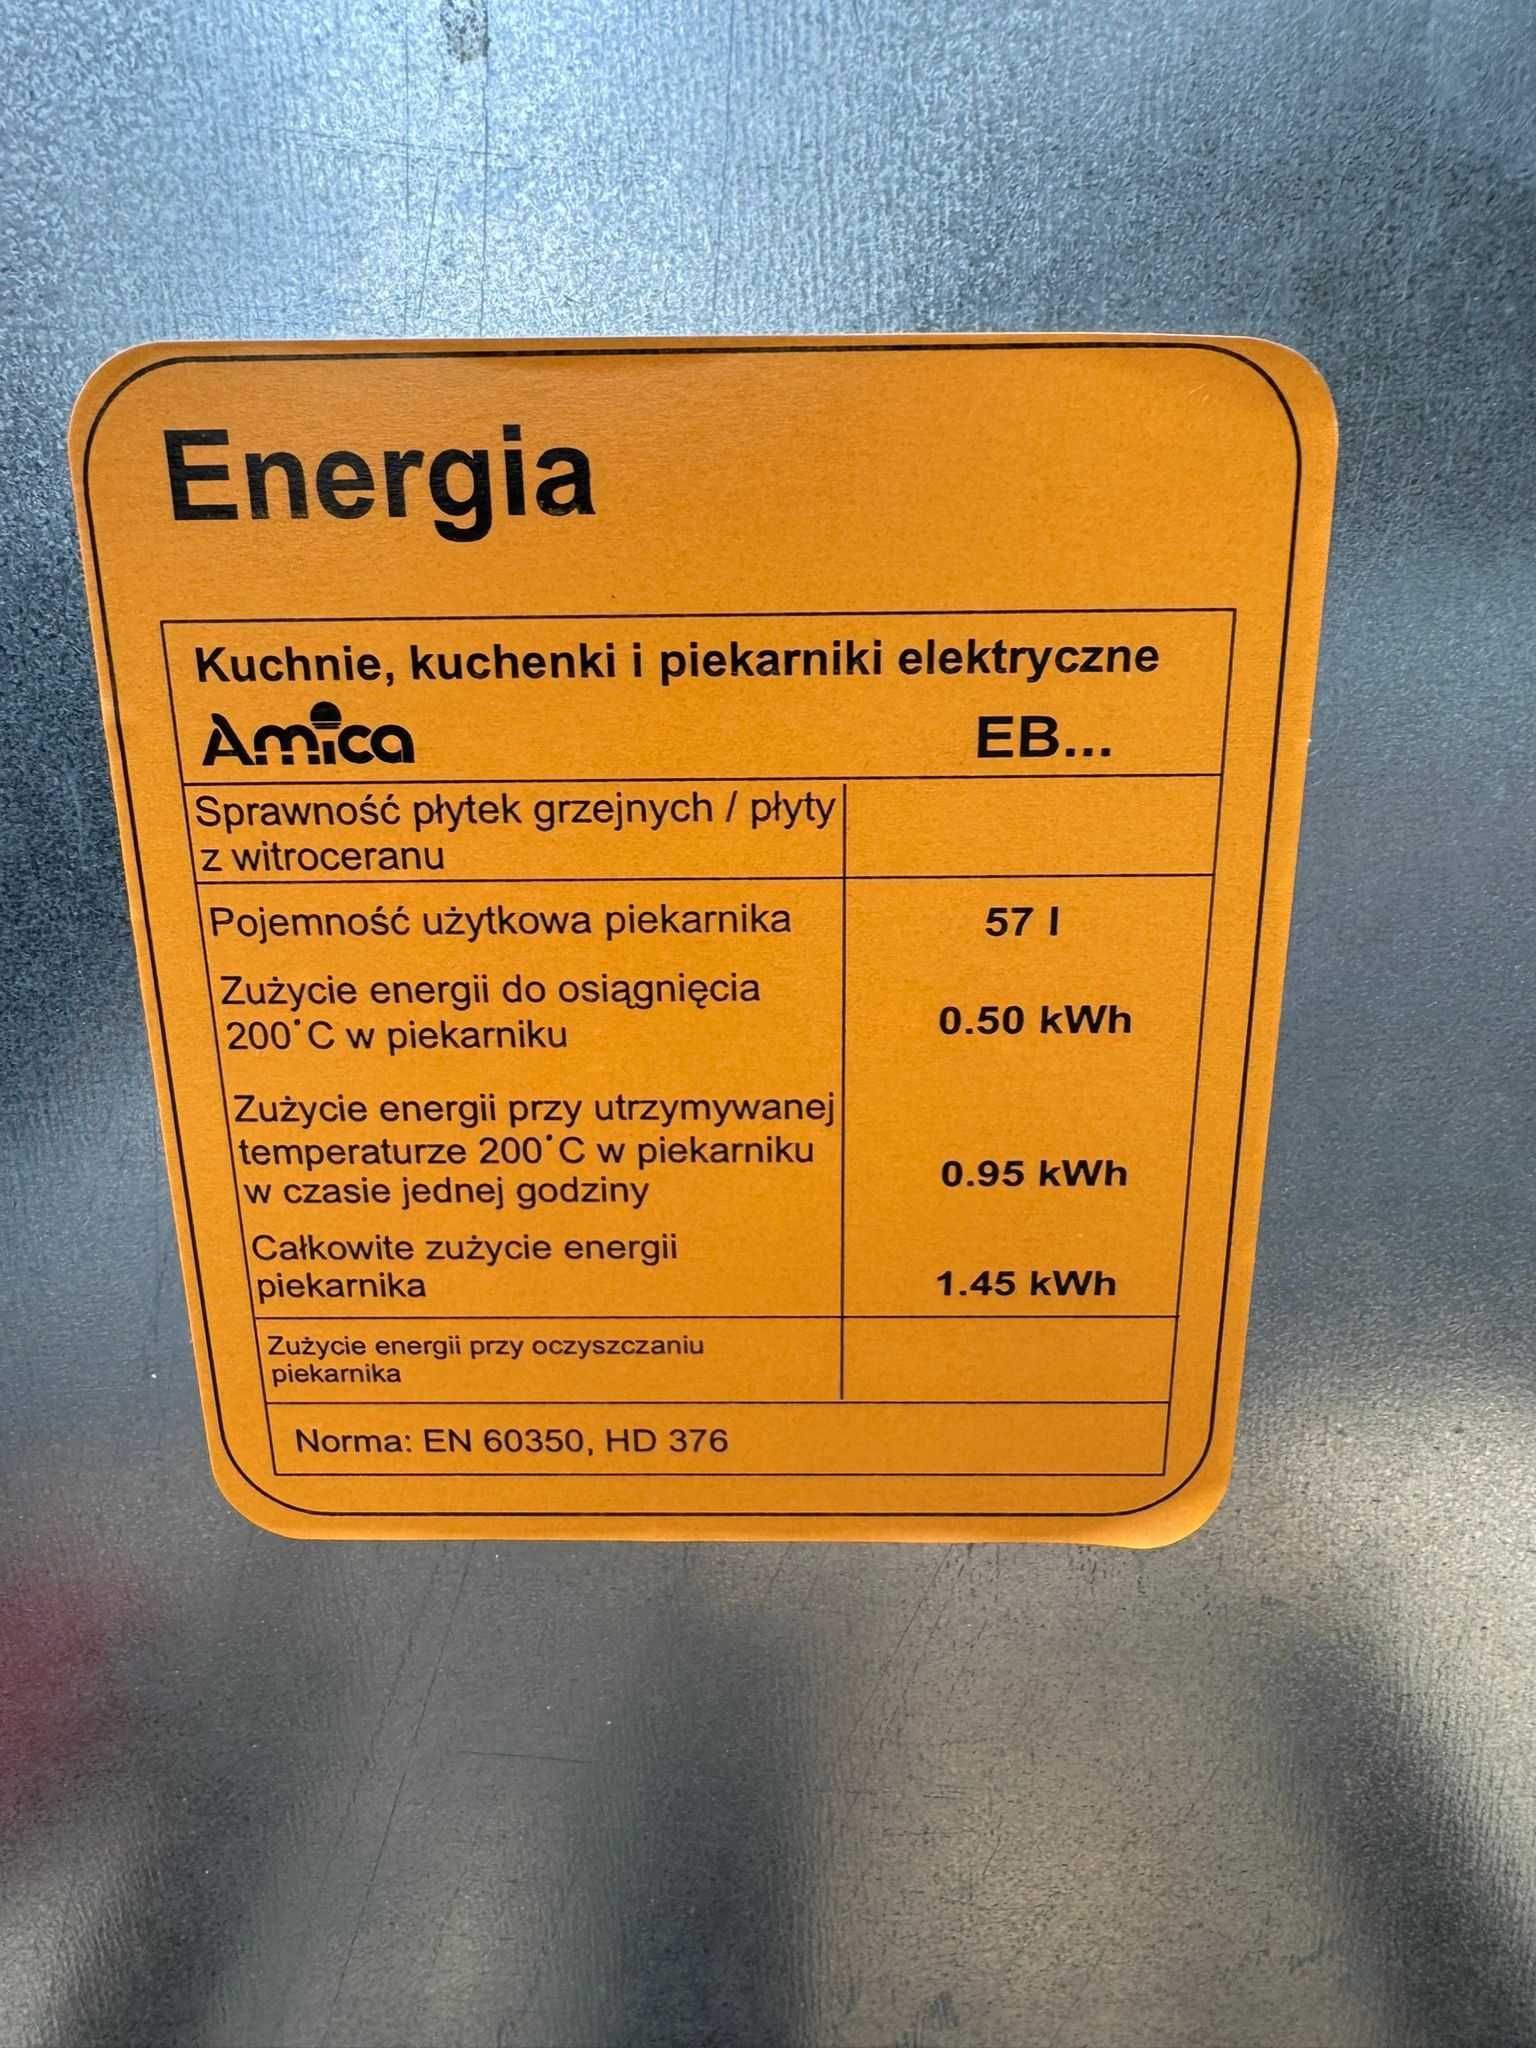 Energia
Kuchnie, kuchenki i piekarniki elektryczne
Amica EB...
Sprawność płytek grzejnych / płyty
z witroceranu
Pojemność użytkowa piekarnika 57 l
Zużycie energii do osiągnięcia
200°C w piekarniku 0.50 kWh
Zużycie energii przy utrzymywanej
temperaturze 200°C w piekarniku
w czasie jednej godziny 0.95 kWh
Całkowite zużycie energii
piekarnika 1.45 kWh
Zużycie energii przy oczyszczaniu
piekarnika
Norma: EN 60350, HD 376